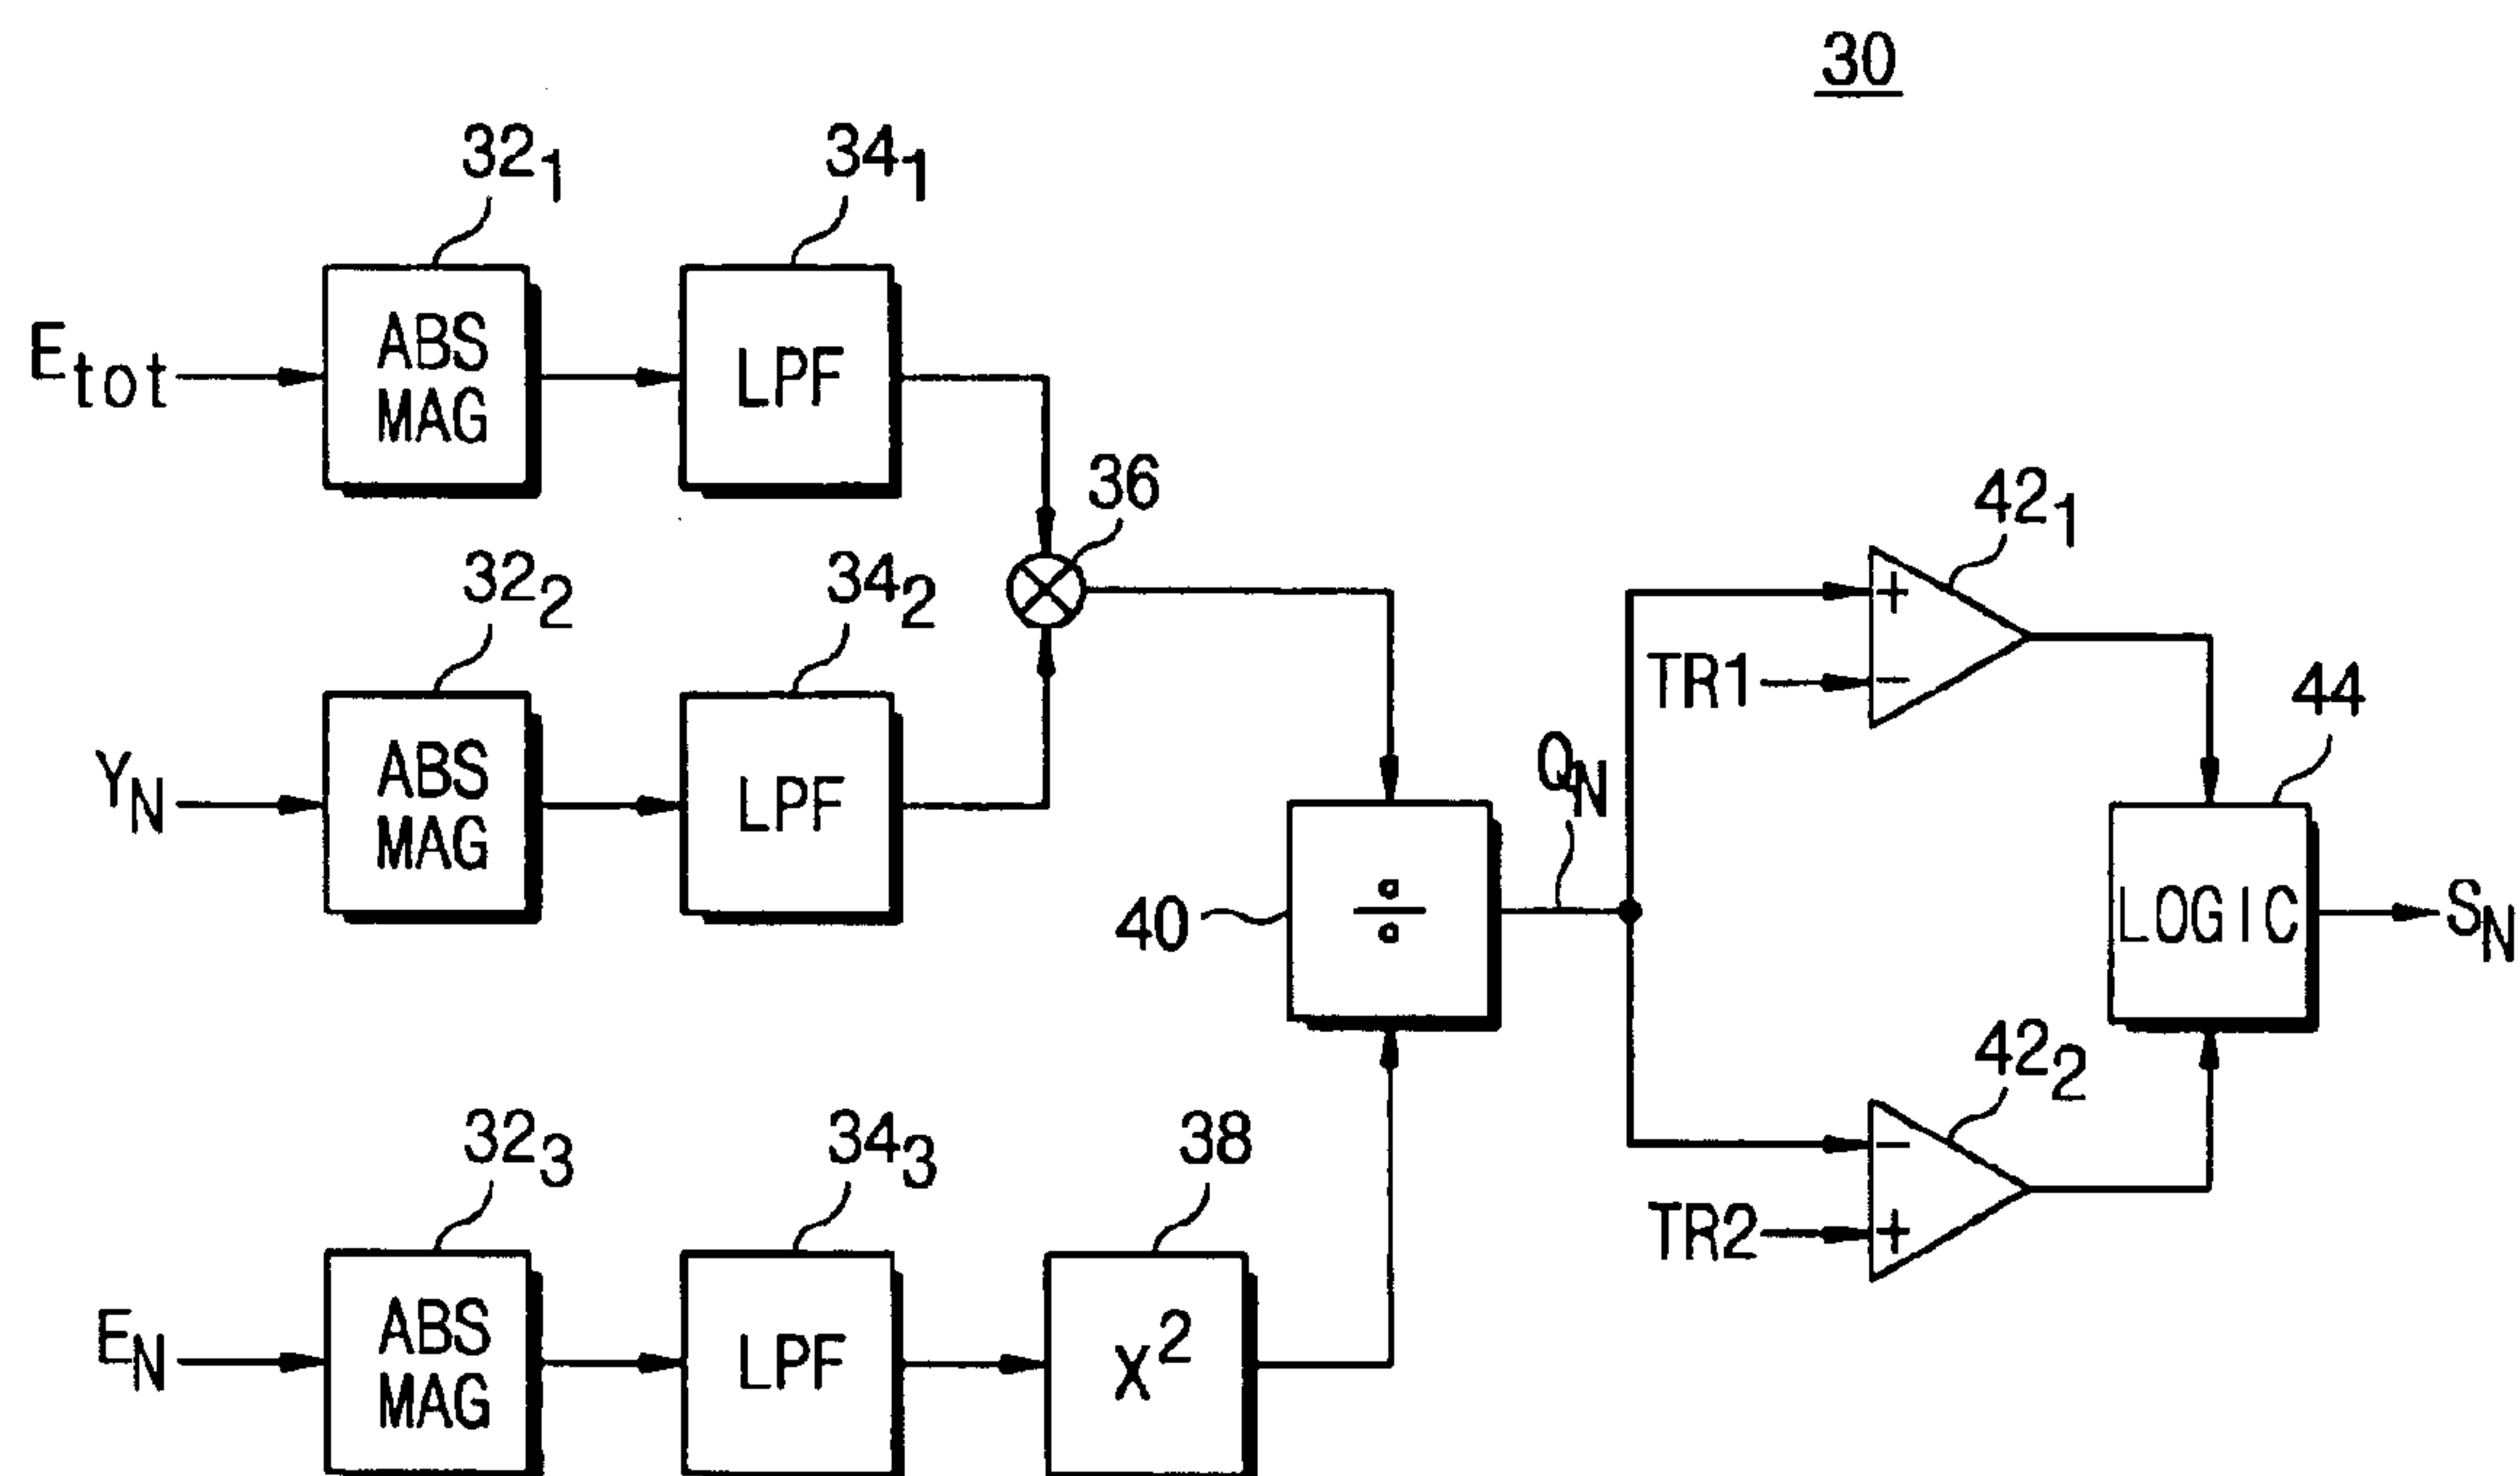 30
32₁
34₁
Eₜₒₜ
ABS
MAG
LPF
36
32₂
34₂
42₁
+
TR1
−
Y_N
ABS
MAG
LPF
Q_N
44
40
÷
LOGIC
S_N
32₃
34₃
38
42₂
−
TR2
+
E_N
ABS
MAG
LPF
X²